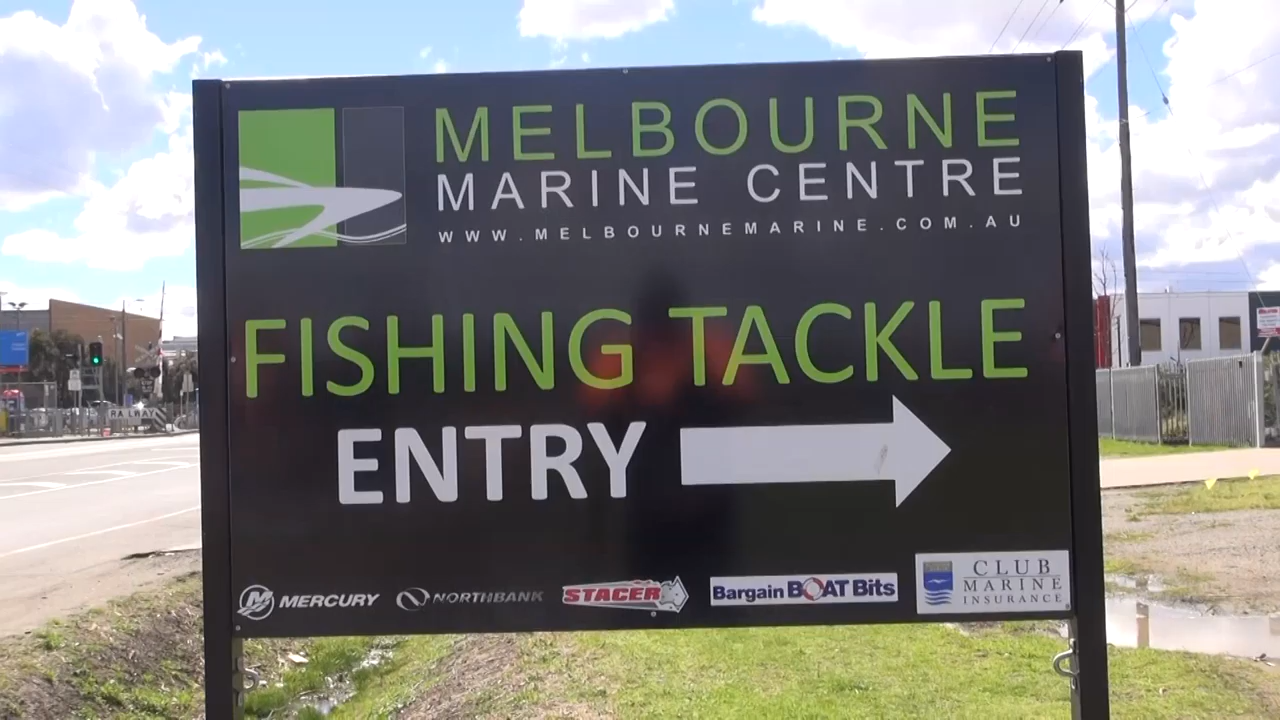 MELBOURNE
MARINE CENTRE
WWW.MELBOURNEMARINE.COM.AU
FISHING TACKLE
ENTRY
MERCURY
NORTHBANK
STACER
Bargain BOAT Bits
CLUB
MARINE
INSURANCE
RAILWAY